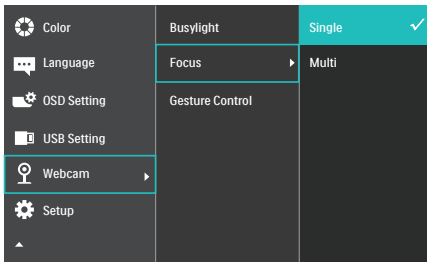 Color
Language
OSD Setting
USB Setting
Webcam
Setup
Busylight
Focus
Gesture Control
Single
Multi